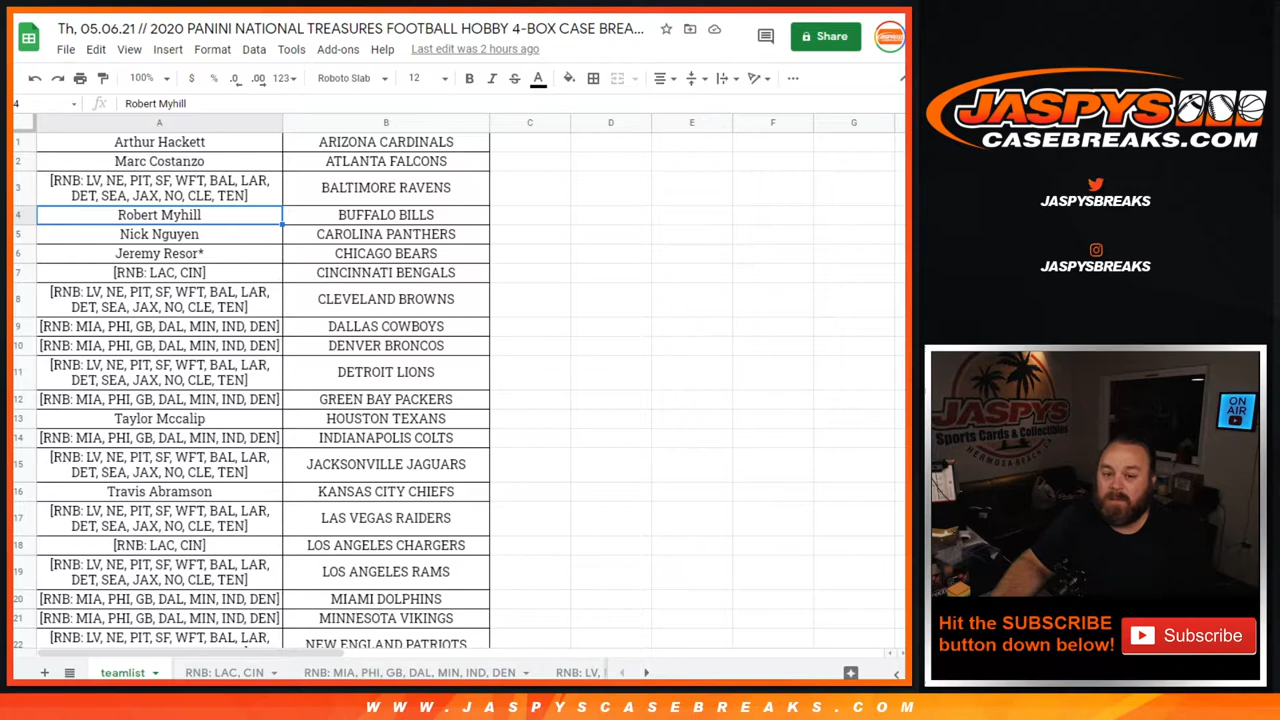 Th, 05.06.21 // 2020 PANINI NATIONAL TREASURES FOOTBALL HOBBY 4-BOX CASE BREA...
Share
File Edit View Insert Format Data Tools Add-ons Help Last edit was 2 hours ago
100% $ % .0 .00 123 Roboto Slab 12 B I S A
4 fx Robert Myhill
A B C D E F G
1 Arthur Hackett ARIZONA CARDINALS
2 Marc Costanzo ATLANTA FALCONS
3 [RNB: LV, NE, PIT, SF, WFT, BAL, LAR, DET, SEA, JAX, NO, CLE, TEN] BALTIMORE RAVENS
4 Robert Myhill BUFFALO BILLS
5 Nick Nguyen CAROLINA PANTHERS
6 Jeremy Resor* CHICAGO BEARS
7 [RNB: LAC, CIN] CINCINNATI BENGALS
8 [RNB: LV, NE, PIT, SF, WFT, BAL, LAR, DET, SEA, JAX, NO, CLE, TEN] CLEVELAND BROWNS
9 [RNB: MIA, PHI, GB, DAL, MIN, IND, DEN] DALLAS COWBOYS
10 [RNB: MIA, PHI, GB, DAL, MIN, IND, DEN] DENVER BRONCOS
11 [RNB: LV, NE, PIT, SF, WFT, BAL, LAR, DET, SEA, JAX, NO, CLE, TEN] DETROIT LIONS
12 [RNB: MIA, PHI, GB, DAL, MIN, IND, DEN] GREEN BAY PACKERS
13 Taylor Mccalip HOUSTON TEXANS
14 [RNB: MIA, PHI, GB, DAL, MIN, IND, DEN] INDIANAPOLIS COLTS
15 [RNB: LV, NE, PIT, SF, WFT, BAL, LAR, DET, SEA, JAX, NO, CLE, TEN] JACKSONVILLE JAGUARS
16 Travis Abramson KANSAS CITY CHIEFS
17 [RNB: LV, NE, PIT, SF, WFT, BAL, LAR, DET, SEA, JAX, NO, CLE, TEN] LAS VEGAS RAIDERS
18 [RNB: LAC, CIN] LOS ANGELES CHARGERS
19 [RNB: LV, NE, PIT, SF, WFT, BAL, LAR, DET, SEA, JAX, NO, CLE, TEN] LOS ANGELES RAMS
20 [RNB: MIA, PHI, GB, DAL, MIN, IND, DEN] MIAMI DOLPHINS
21 [RNB: MIA, PHI, GB, DAL, MIN, IND, DEN] MINNESOTA VIKINGS
22 [RNB: LV, NE, PIT, SF, WFT, BAL, LAR, NEW ENGLAND PATRIOTS
teamlist RNB: LAC, CIN RNB: MIA, PHI, GB, DAL, MIN, IND, DEN RNB: LV,
JASPYS
CASEBREAKS.COM
JASPYSBREAKS
JASPYSBREAKS
JASPYS
Sports Cards & Collectibles
HERMOSA BEACH
ON AIR
Hit the SUBSCRIBE
button down below!
Subscribe
WWW.JASPYSCASEBREAKS.COM